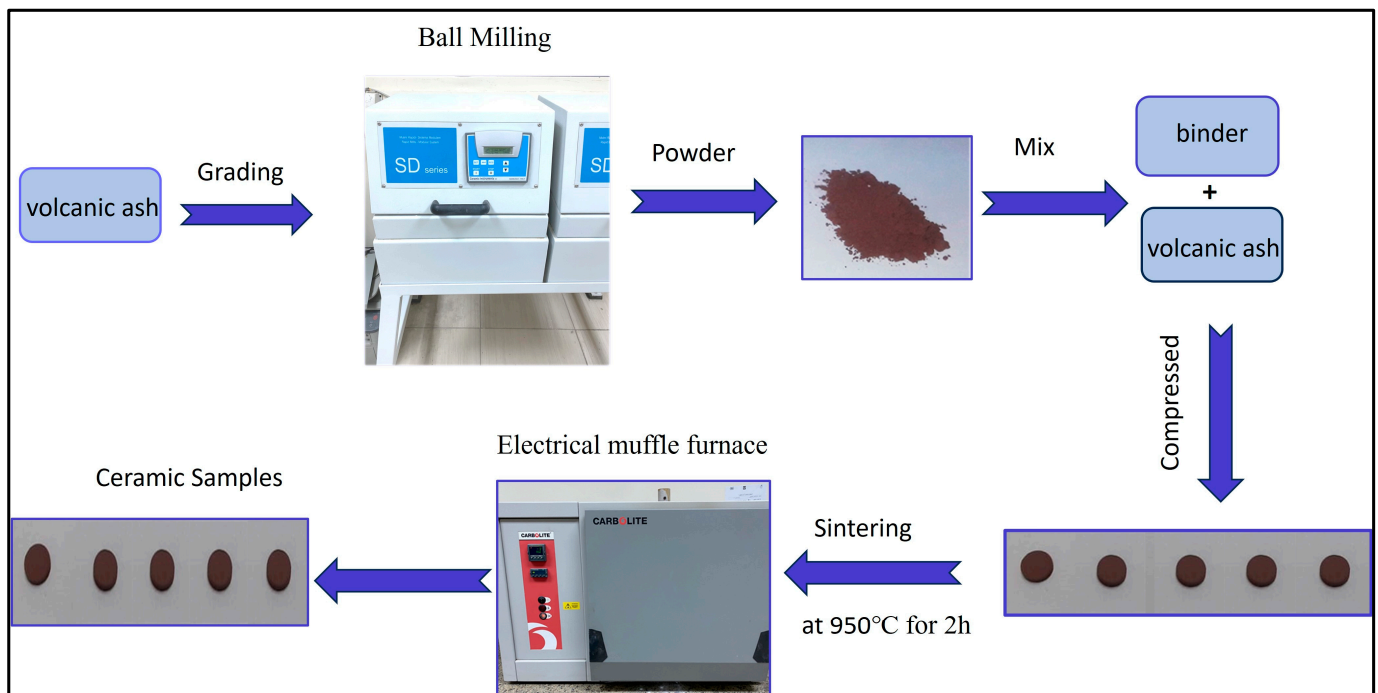 Ball Milling
volcanic ash
Grading
SD series
SD
Powder
Mix
binder
+
volcanic ash
Compressed
Sintering
at 950°C for 2h
Electrical muffle furnace
CARBOLITE
CARBOLITE
Ceramic Samples